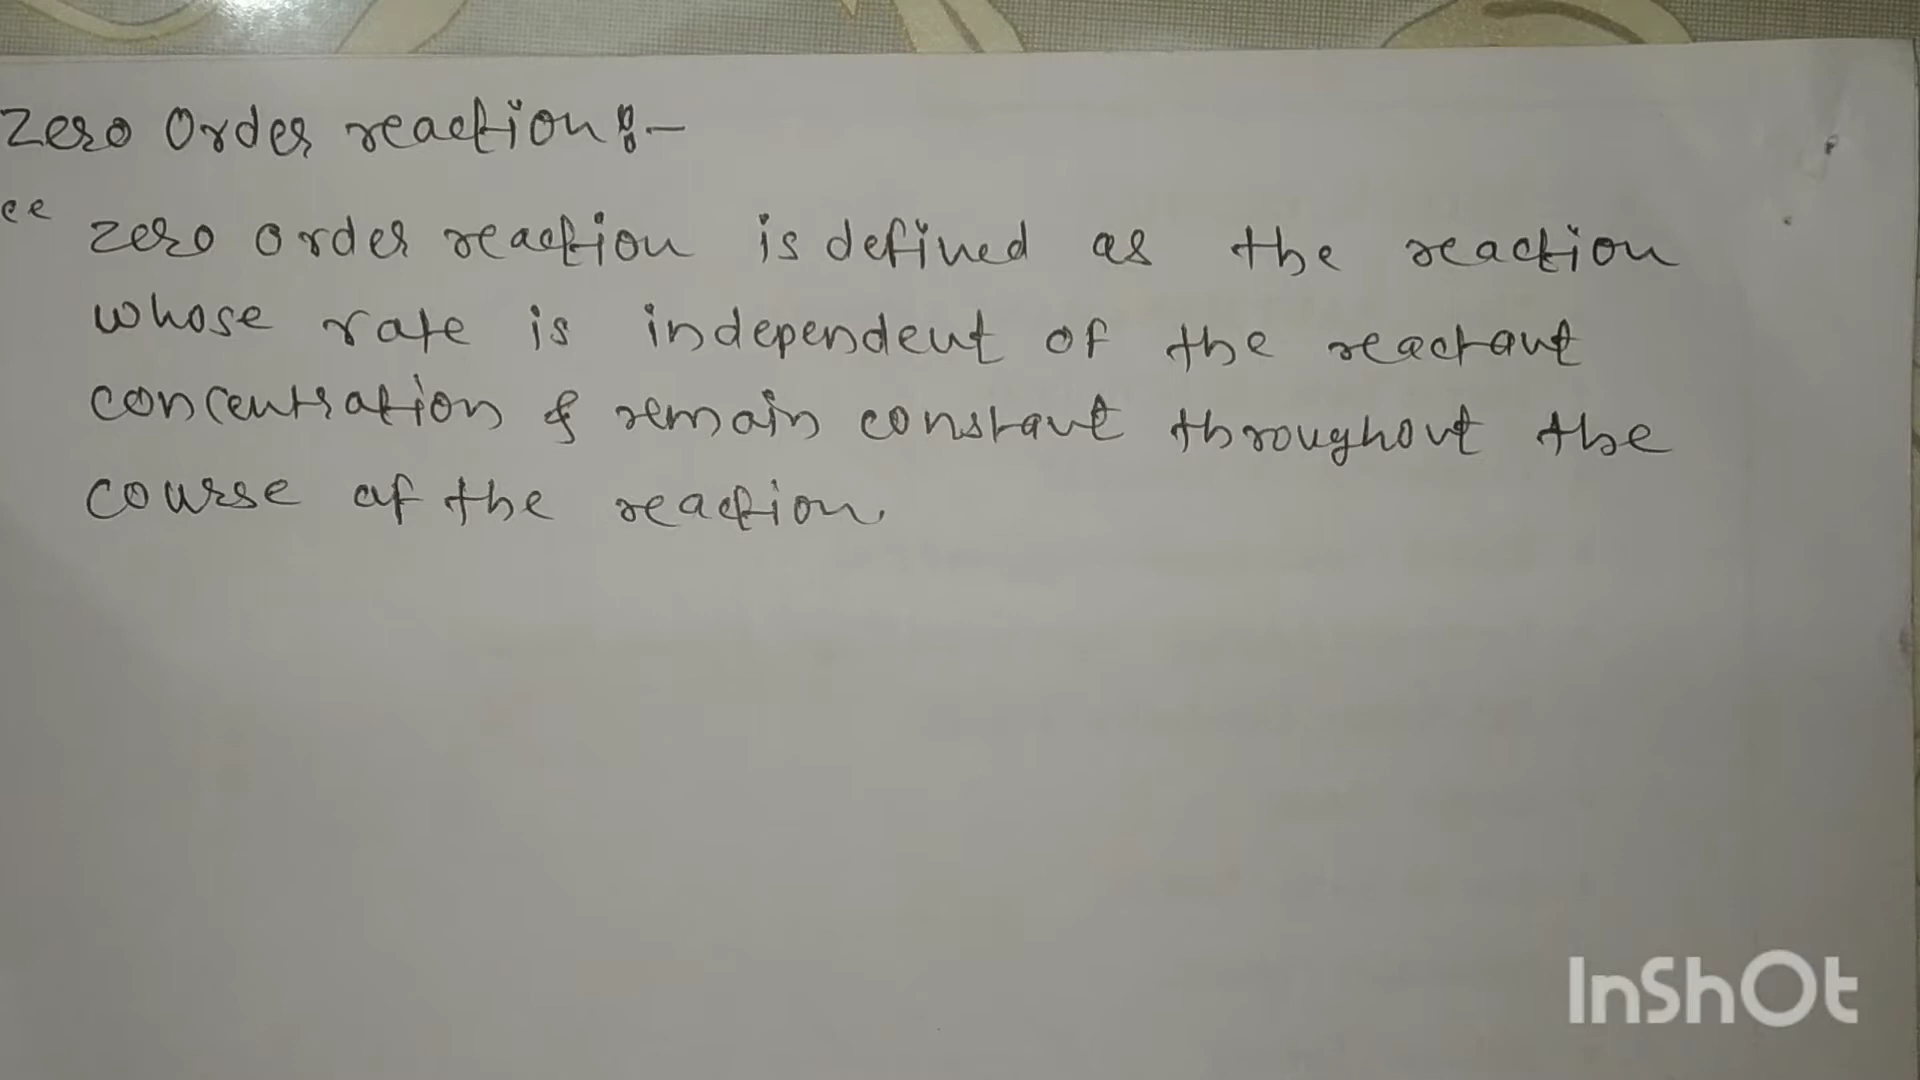 Zero Order reaction:-
“ zero order reaction is defined as the reaction
whose rate is independent of the reactant
concentration & remain constant throughout the
course of the reaction.
InShOt